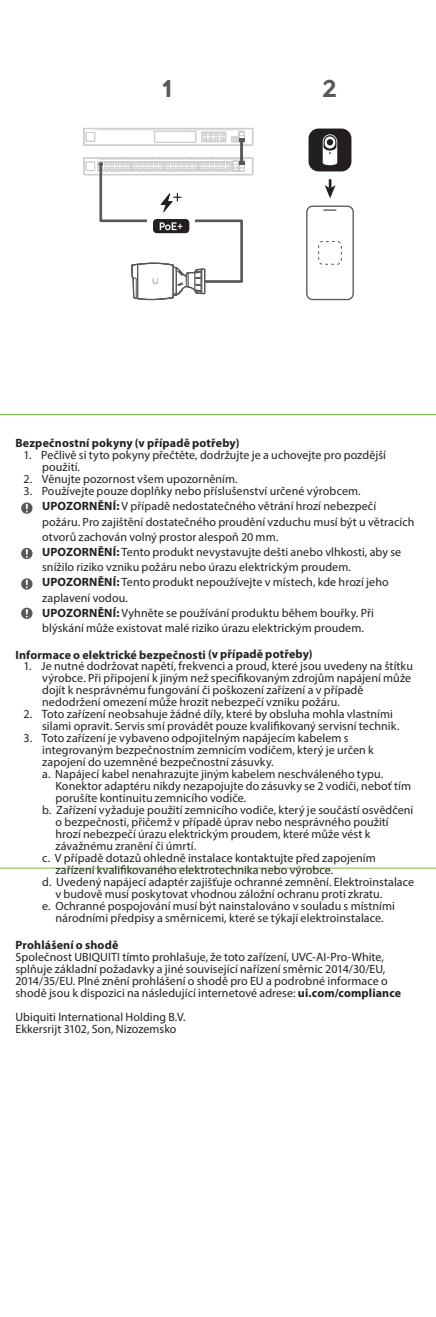 1 2
PoE+
Bezpečnostní pokyny (v případě potřeby)
1. Pečlivě si tyto pokyny přečtěte, dodržujte je a uchovejte pro pozdější
použití.
2. Věnujte pozornost všem upozorněním.
3. Používejte pouze doplňky nebo příslušenství určené výrobcem.
UPOZORNĚNÍ: V případě nedostatečného větrání hrozí nebezpečí
požáru. Pro zajištění dostatečného proudění vzduchu musí být u větracích
otvorů zachován volný prostor alespoň 20 mm.
UPOZORNĚNÍ: Tento produkt nevystavujte dešti anebo vlhkosti, aby se
snížilo riziko vzniku požáru nebo úrazu elektrickým proudem.
UPOZORNĚNÍ: Tento produkt nepoužívejte v místech, kde hrozí jeho
zaplavení vodou.
UPOZORNĚNÍ: Vyhněte se používání produktu během bouřky. Při
blýskání může existovat malé riziko úrazu elektrickým proudem.
Informace o elektrické bezpečnosti (v případě potřeby)
1. Je nutné dodržovat napětí, frekvenci a proud, které jsou uvedeny na štítku
výrobce. Při připojení k jiným než specifikovaným zdrojům napájení může
dojít k nesprávnému fungování či poškození zařízení a v případě
nedodržení omezení může hrozit nebezpečí vzniku požáru.
2. Toto zařízení neobsahuje žádné díly, které by obsluha mohla vlastními
silami opravit. Servis smí provádět pouze kvalifikovaný servisní technik.
3. Toto zařízení je vybaveno odpojitelným napájecím kabelem s
integrovaným bezpečnostním zemnicím vodičem, který je určen k
zapojení do uzemněné bezpečnostní zásuvky.
a. Napájecí kabel nenahrazujte jiným kabelem neschváleného typu.
Konektor adaptéru nikdy nezapojujte do zásuvky se 2 vodiči, neboť tím
porušíte kontinuitu zemnicího vodiče.
b. Zařízení vyžaduje použití zemnicího vodiče, který je součástí osvědčení
o bezpečnosti, přičemž v případě úprav nebo nesprávného použití
hrozí nebezpečí úrazu elektrickým proudem, které může vést k
závažnému zranění či úmrtí.
c. V případě dotazů ohledně instalace kontaktujte před zapojením
zařízení kvalifikovaného elektrotechnika nebo výrobce.
d. Uvedený napájecí adaptér zajišťuje ochranné zemnění. Elektroinstalace
v budově musí poskytovat vhodnou záložní ochranu proti zkratu.
e. Ochranné pospojování musí být nainstalováno v souladu s místními
národními předpisy a směrnicemi, které se týkají elektroinstalace.
Prohlášení o shodě
Společnost UBIQUITI tímto prohlašuje, že toto zařízení, UVC-AI-Pro-White,
splňuje základní požadavky a jiné související nařízení směrnic 2014/30/EU,
2014/35/EU. Plné znění prohlášení o shodě pro EU a podrobné informace o
shodě jsou k dispozici na následující internetové adrese: ui.com/compliance
Ubiquiti International Holding B.V.
Ekkersrijt 3102, Son, Nizozemsko